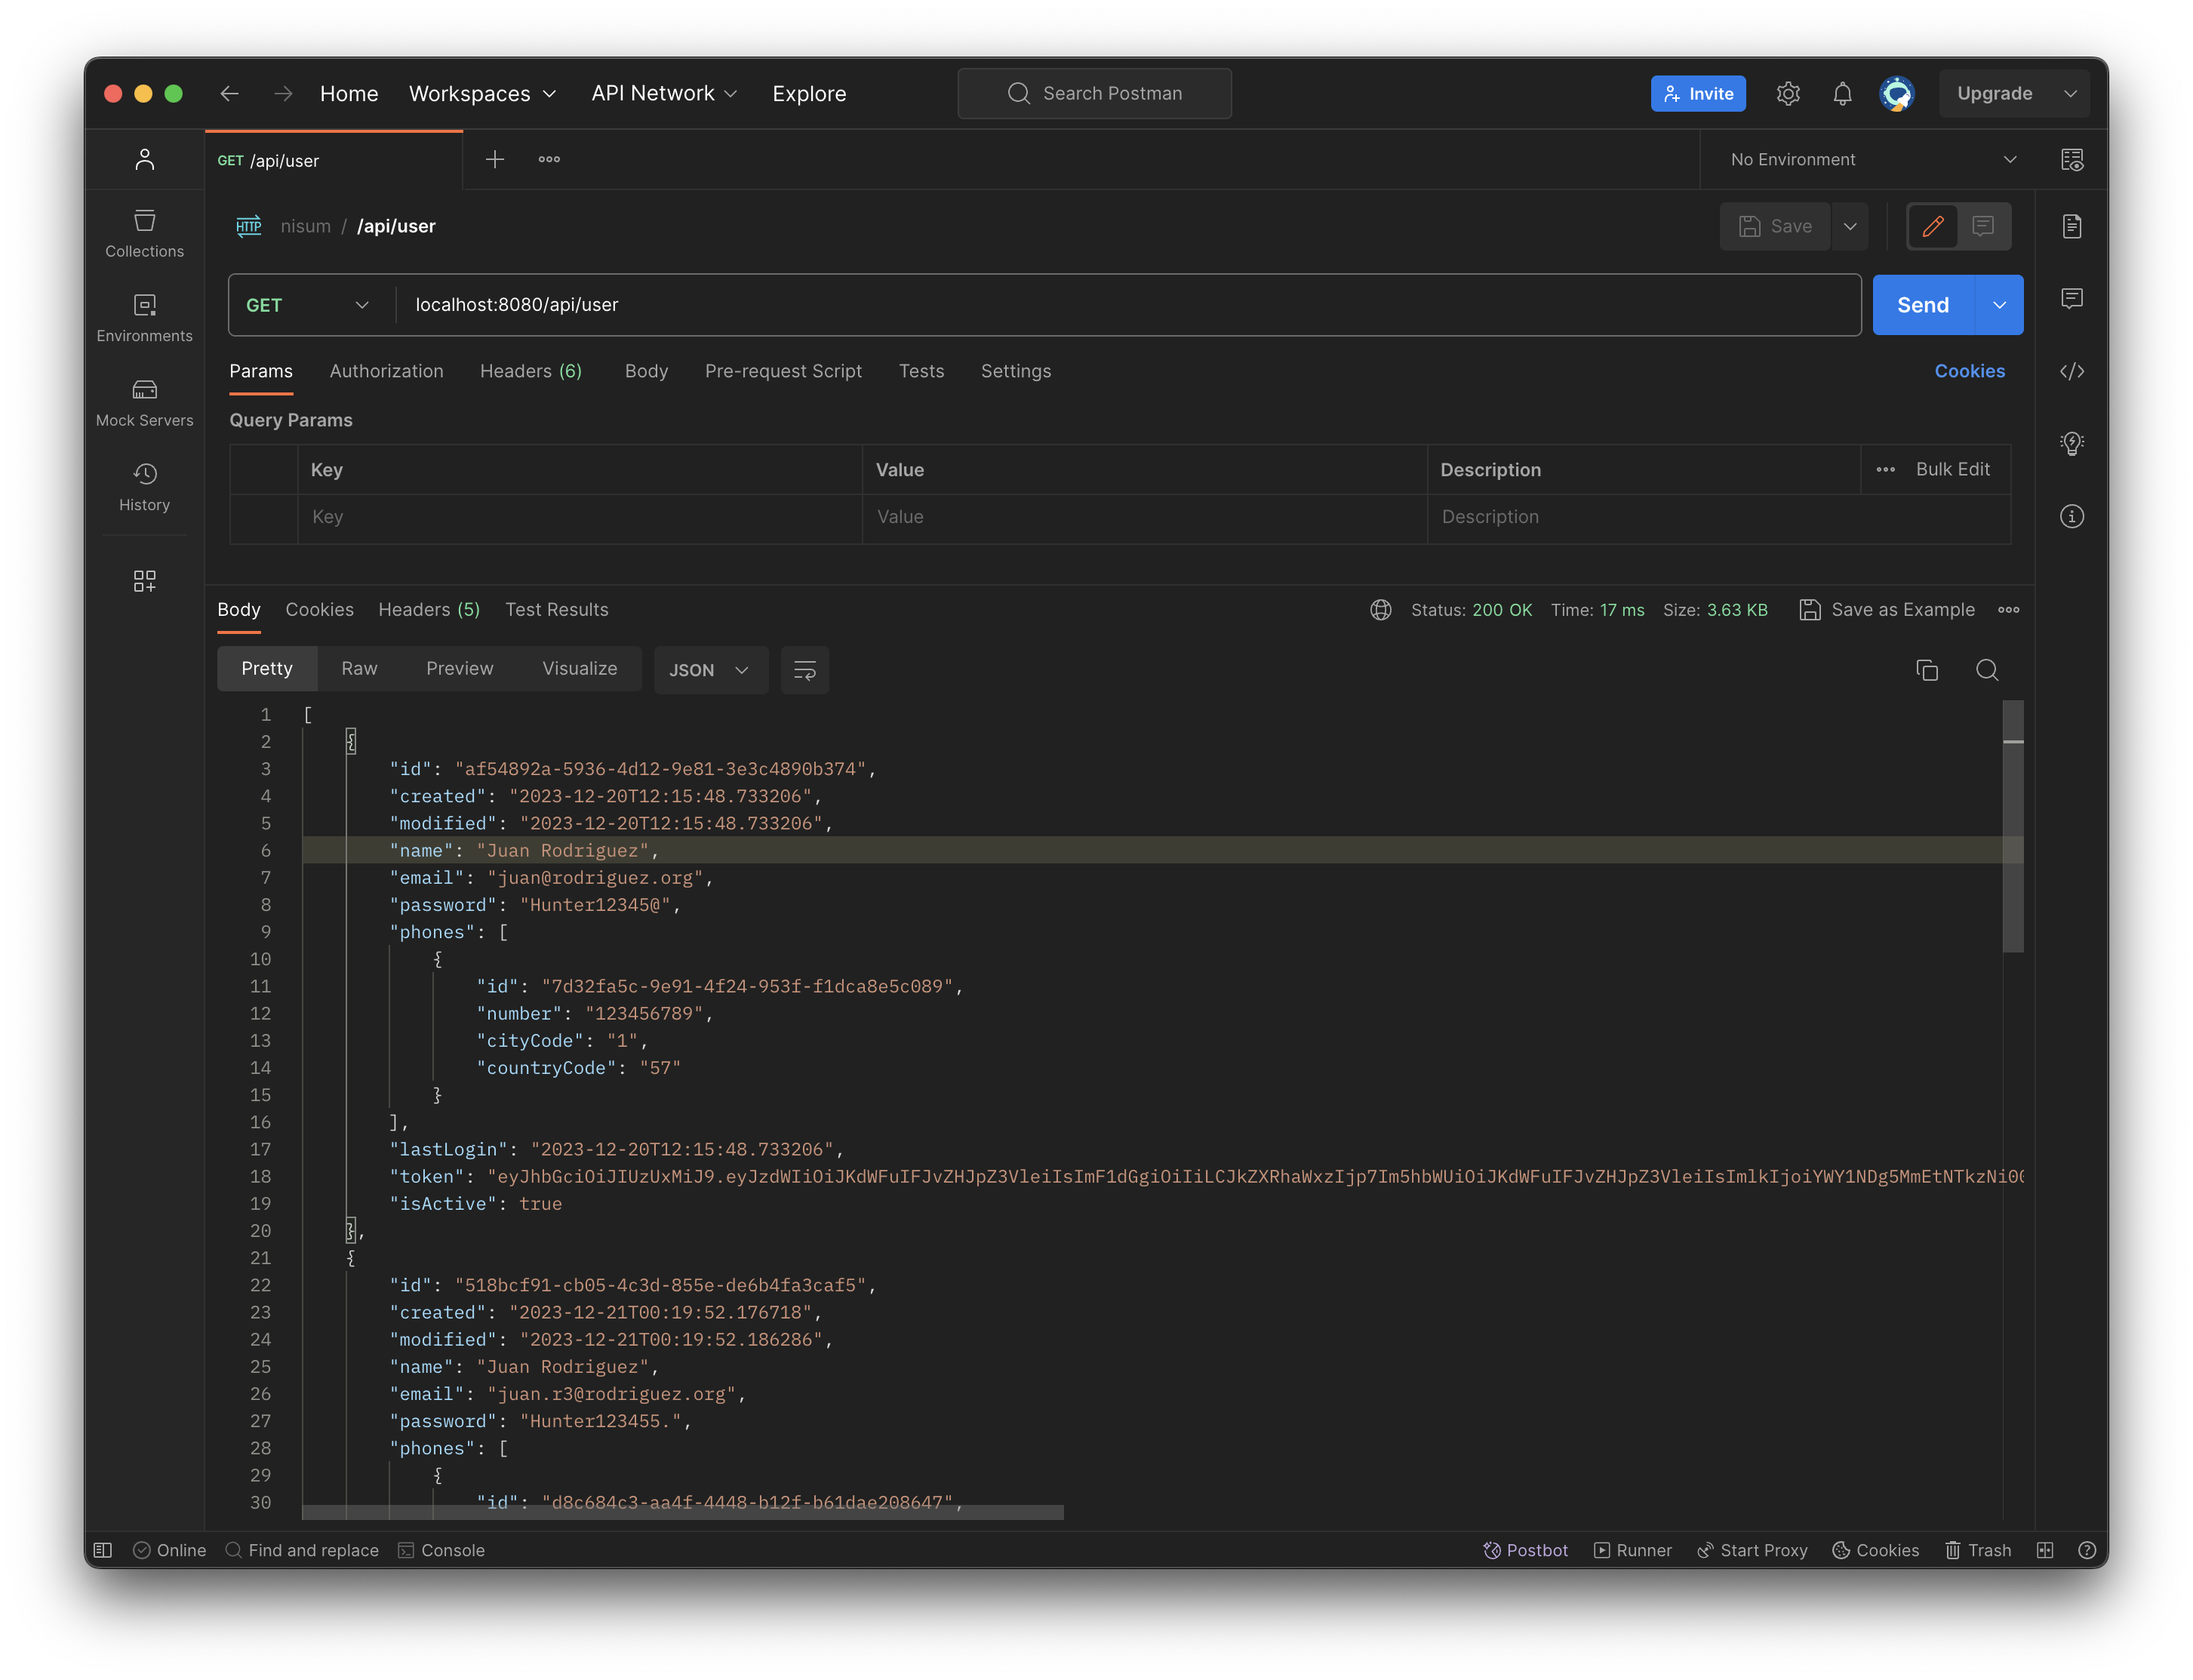 Home Workspaces API Network Explore Search Postman Invite Upgrade
GET /api/user No Environment
HTTP nisum / /api/user Save
Collections
Environments
Mock Servers
History
GET localhost:8080/api/user Send
Params Authorization Headers (6) Body Pre-request Script Tests Settings Cookies
Query Params
Key Value Description Bulk Edit
Key Value Description
Body Cookies Headers (5) Test Results Status: 200 OK Time: 17 ms Size: 3.63 KB Save as Example
Pretty Raw Preview Visualize JSON
1 [
2 {
3 "id": "af54892a-5936-4d12-9e81-3e3c4890b374",
4 "created": "2023-12-20T12:15:48.733206",
5 "modified": "2023-12-20T12:15:48.733206",
6 "name": "Juan Rodriguez",
7 "email": "juan@rodriguez.org",
8 "password": "Hunter12345@",
9 "phones": [
10 {
11 "id": "7d32fa5c-9e91-4f24-953f-f1dca8e5c089",
12 "number": "123456789",
13 "cityCode": "1",
14 "countryCode": "57"
15 }
16 ],
17 "lastLogin": "2023-12-20T12:15:48.733206",
18 "token": "eyJhbGciOiJIUzUxMiJ9.eyJzdWIiOiJKdWFuIFJvZHJpZ3VleiIsImF1dGgiOiIiLCJkZXRhaWxzIjp7Im5hbWUiOiJKdWFuIFJvZHJpZ3VleiIsImlkIjoiYWY1NDg5MmEtNTkzNi00
19 "isActive": true
20 },
21 {
22 "id": "518bcf91-cb05-4c3d-855e-de6b4fa3caf5",
23 "created": "2023-12-21T00:19:52.176718",
24 "modified": "2023-12-21T00:19:52.186286",
25 "name": "Juan Rodriguez",
26 "email": "juan.r3@rodriguez.org",
27 "password": "Hunter123455.",
28 "phones": [
29 {
30 "id": "d8c684c3-aa4f-4448-b12f-b61dae208647",
Online Find and replace Console Postbot Runner Start Proxy Cookies Trash